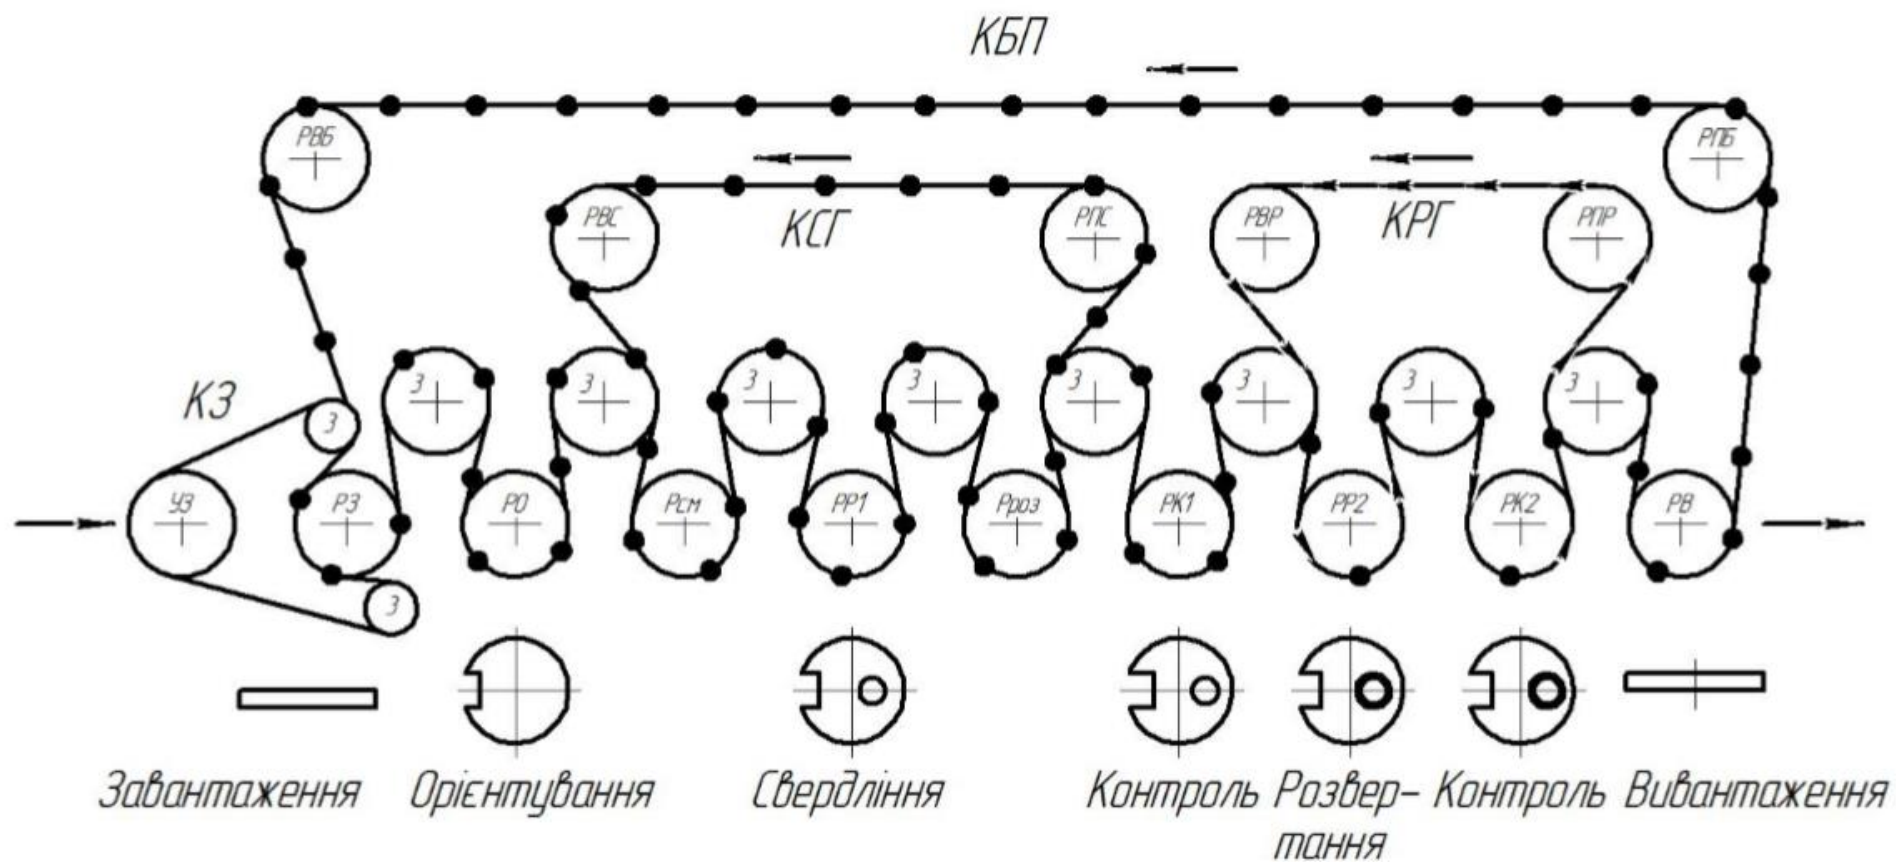 КБП
РВБ
РПБ
РВС
КСГ
РПС
РВР
КРГ
РПР
КЗ
З
З
З
З
З
З
З
З
З
УЗ
РЗ
РО
Рсм
РР1
Рроз
РК1
РР2
РК2
РВ
З
Завантаження
Орієнтування
Свердління
Контроль
Розвер-
тання
Контроль
Вивантаження